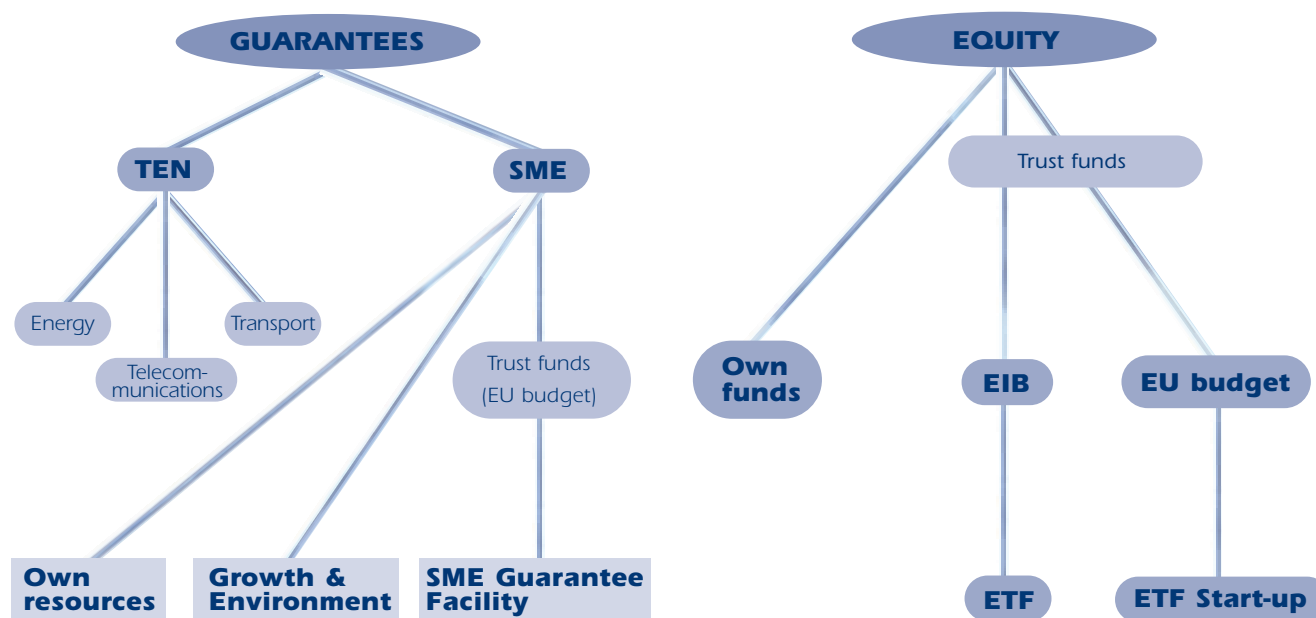 GUARANTEES
TEN
SME
Energy
Transport
Telecom-
munications
Trust funds
(EU budget)
Own
resources
Growth &
Environment
SME Guarantee
Facility
EQUITY
Trust funds
Own
funds
EIB
EU budget
ETF
ETF Start-up